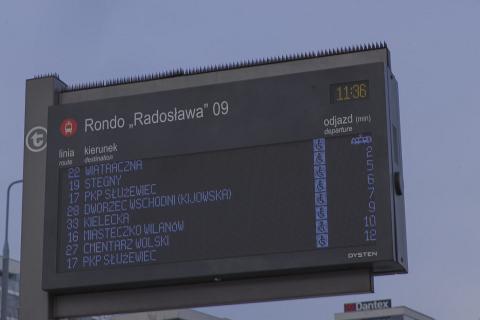 Rondo „Radosława” 09
11:36
linia kierunek odjazd (min)
route destination departure
22 WIATRACZNA
19 STEGNY 2
17 PKP SŁUŻEWIEC 5
28 DWORZEC WSCHODNI (KIJOWSKA) 6
33 KIELECKA 7
16 MIASTECZKO WILANÓW 9
27 CMENTARZ WOLSKI 10
17 PKP SŁUŻEWIEC 12
DYSTEN
Dantex